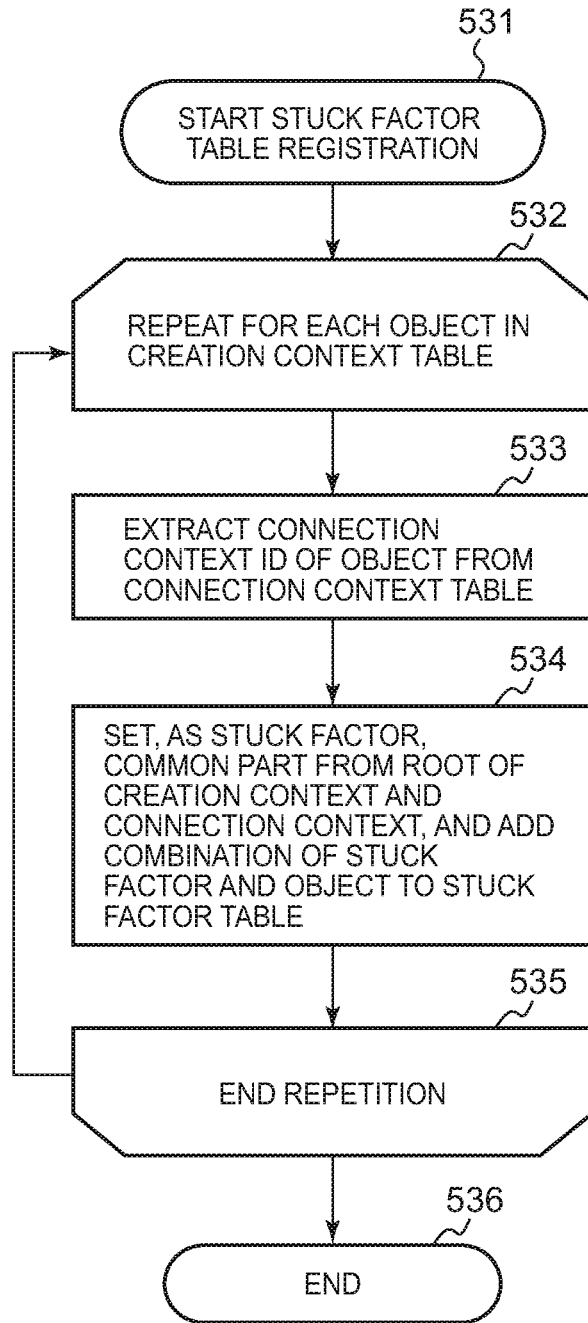 531
START STUCK FACTOR
TABLE REGISTRATION
532
REPEAT FOR EACH OBJECT IN
CREATION CONTEXT TABLE
533
EXTRACT CONNECTION
CONTEXT ID OF OBJECT FROM
CONNECTION CONTEXT TABLE
534
SET, AS STUCK FACTOR,
COMMON PART FROM ROOT OF
CREATION CONTEXT AND
CONNECTION CONTEXT, AND ADD
COMBINATION OF STUCK
FACTOR AND OBJECT TO STUCK
FACTOR TABLE
535
END REPETITION
536
END